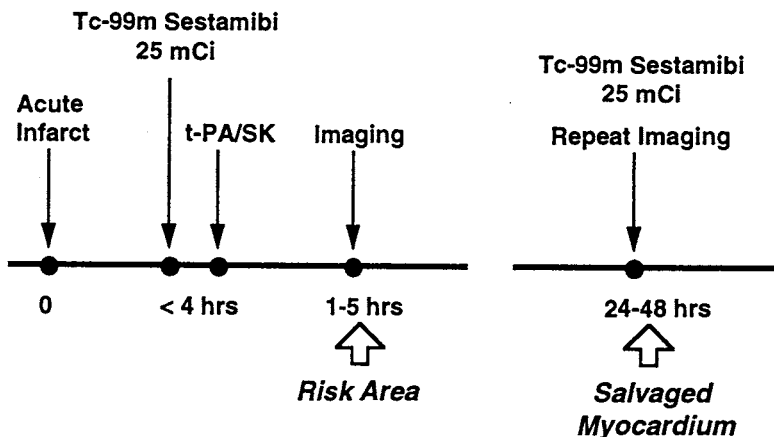 Tc-99m Sestamibi
25 mCi
Acute
Infarct
t-PA/SK
Imaging
0
< 4 hrs
1-5 hrs
Risk Area
Tc-99m Sestamibi
25 mCi
Repeat Imaging
24-48 hrs
Salvaged
Myocardium